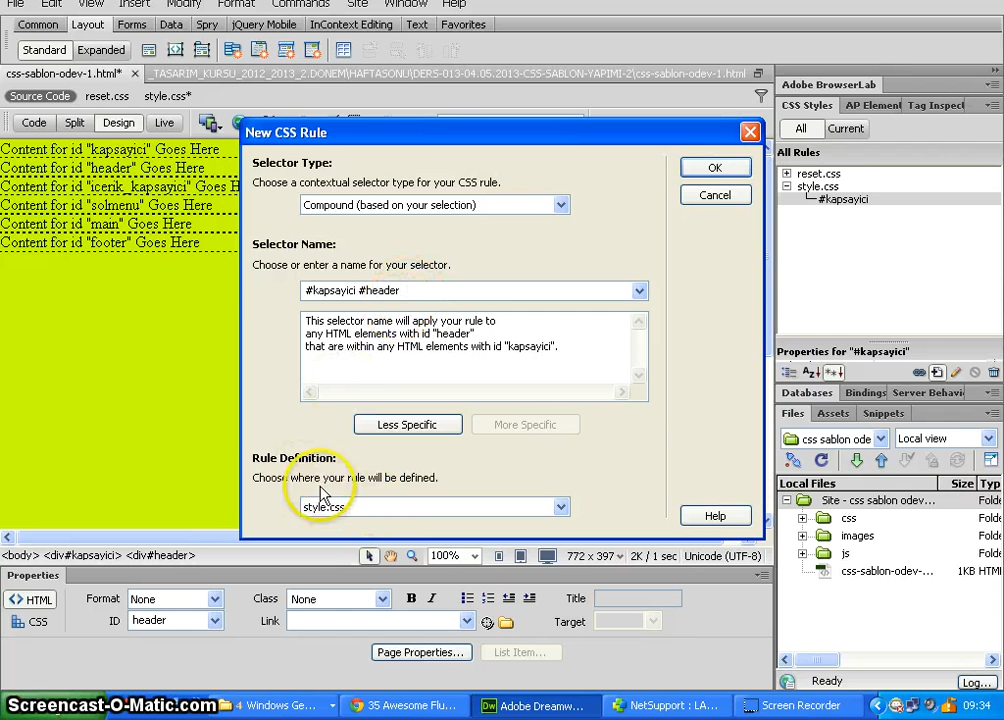 File Edit View Insert Modify Format Commands Site Window Help
Common Layout Forms Data Spry jQuery Mobile InContext Editing Text Favorites
Standard Expanded
css-sablon-odev-1.html* _TASARIM_KURSU_2012_2013_2.DONEM\HAFTASONU\DERS-013-04.05.2013-CSS-SABLON-YAPIMI-2\css-sablon-odev-1.html
Source Code reset.css style.css*
Code Split Design Live
Content for id "kapsayici" Goes Here
Content for id "header" Goes Here
Content for id "icerik_kapsayici" Goes H
Content for id "solmenu" Goes Here
Content for id "main" Goes Here
Content for id "footer" Goes Here
New CSS Rule
Selector Type:
Choose a contextual selector type for your CSS rule.
Compound (based on your selection)
Selector Name:
Choose or enter a name for your selector.
#kapsayici #header
This selector name will apply your rule to
any HTML elements with id "header"
that are within any HTML elements with id "kapsayici".
Less Specific More Specific
Rule Definition:
Choose where your rule will be defined.
style.css
OK
Cancel
Help
Adobe BrowserLab
CSS Styles AP Element Tag Inspect
All Current
All Rules
reset.css
style.css
#kapsayici
Properties for "#kapsayici"
Databases Bindings Server Behavi
Files Assets Snippets
css sablon ode Local view
Local Files Size Typ
Site - css sablon odev... Fol
css Fol
images Fol
js Fol
css-sablon-odev-... 1KB HTM
Ready Log...
<body> <div#kapsayici> <div#header>
100% 772 x 397 2K / 1 sec Unicode (UTF-8)
Properties
HTML Format None Class None B I Title
CSS ID header Link Target
Page Properties... List Item...
SCREENCAST-O-MATIC.COM 4 Windows Ge... 35 Awesome Flu... Adobe Dreamw... NetSupport : LA... Screen Recorder 09:34